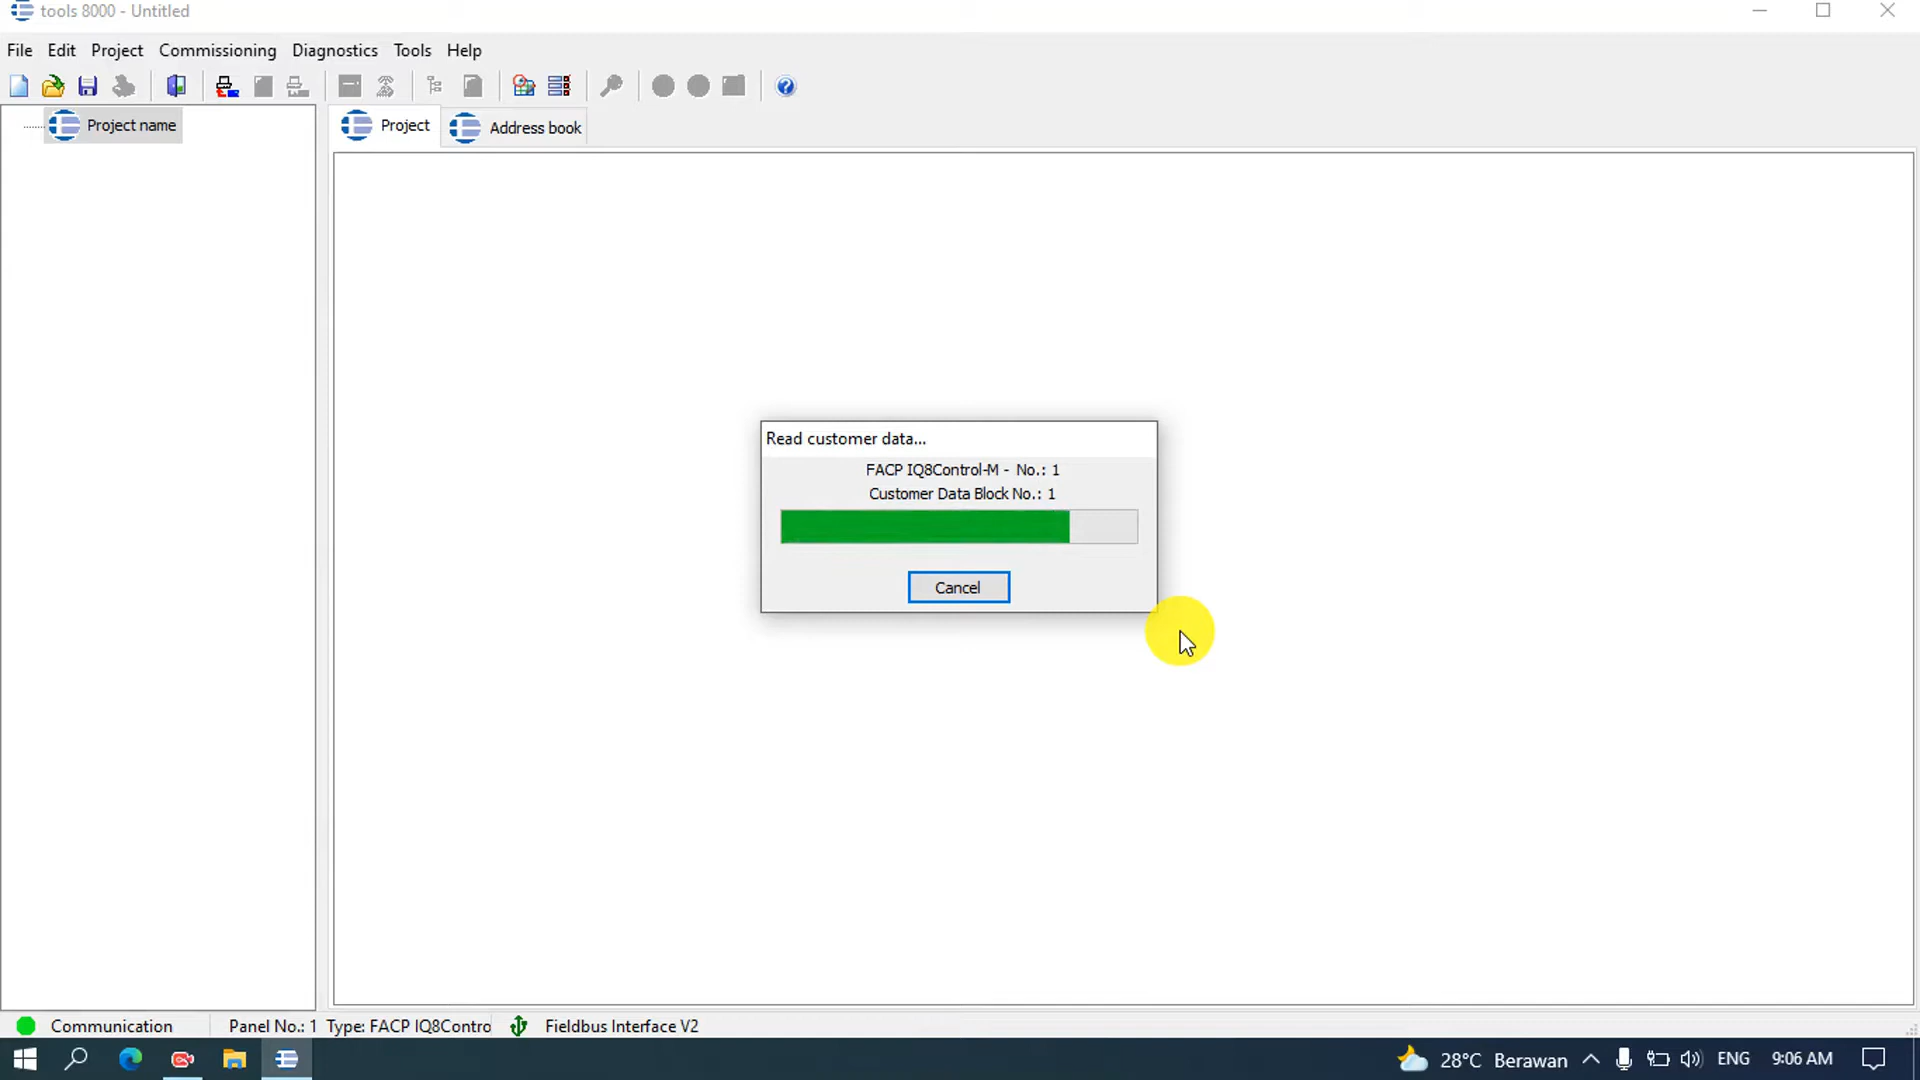 tools 8000 - Untitled
File Edit Project Commissioning Diagnostics Tools Help
Project name
Project Address book
Read customer data...
FACP IQ8Control-M - No.: 1
Customer Data Block No.: 1
Cancel
Communication Panel No.: 1 Type: FACP IQ8Contro Fieldbus Interface V2
28°C Berawan ENG 9:06 AM